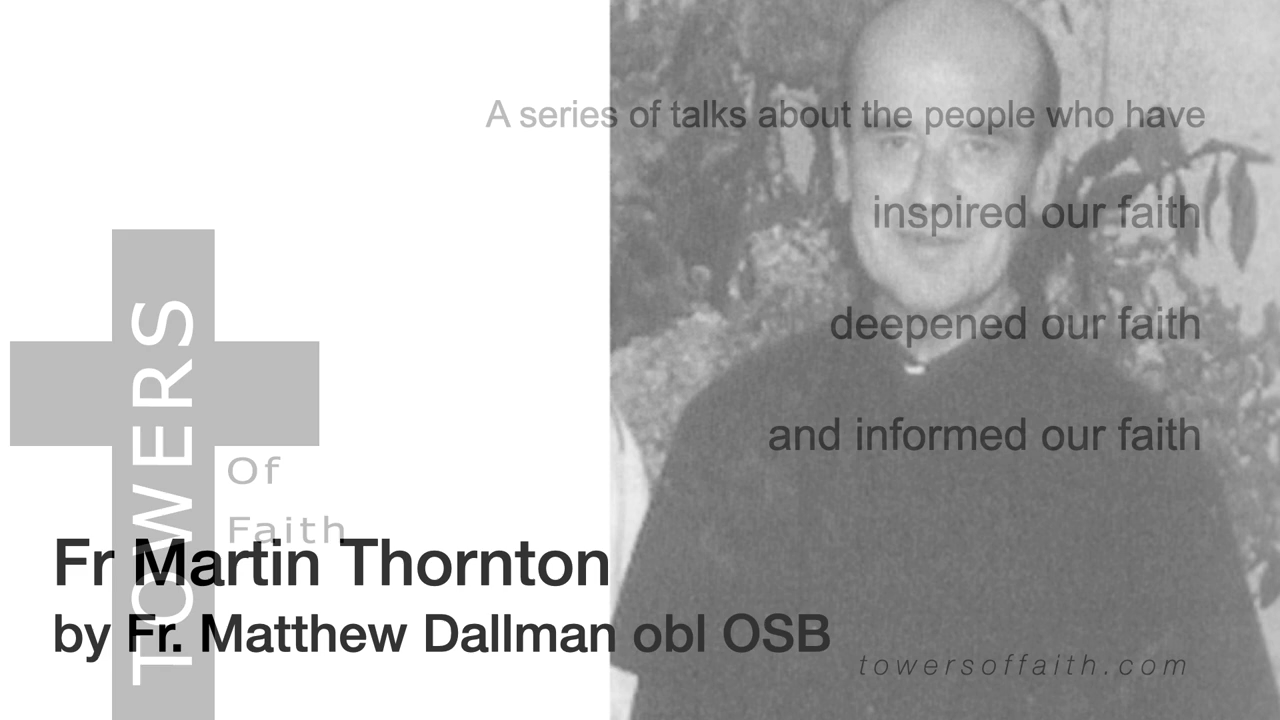 A series of talks about the people who have
inspired our faith
deepened our faith
and informed our faith
TOWERS
Of
Faith
Fr Martin Thornton
by Fr. Matthew Dallman obl OSB
towersoffaith.com